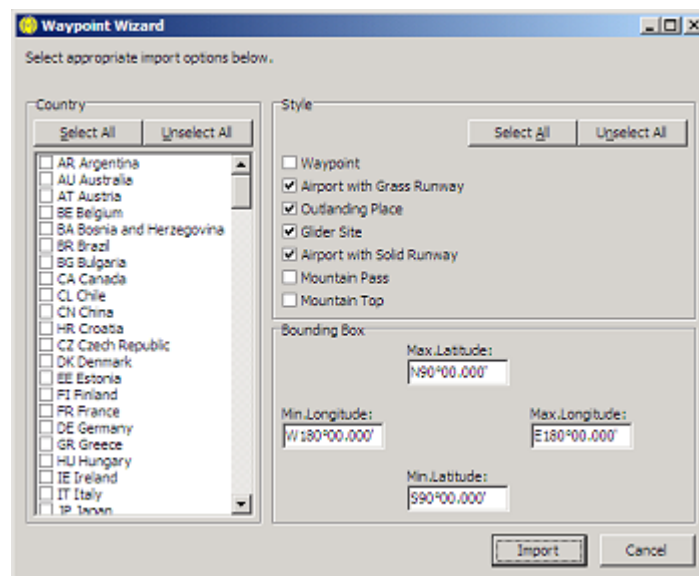 Waypoint Wizard
Select appropriate import options below.
Country
Select All
Unselect All
AR Argentina
AU Australia
AT Austria
BE Belgium
BA Bosnia and Herzegovina
BR Brazil
BG Bulgaria
CA Canada
CL Chile
CN China
HR Croatia
CZ Czech Republic
DK Denmark
EE Estonia
FI Finland
FR France
DE Germany
GR Greece
HU Hungary
IE Ireland
IT Italy
JP Japan
Style
Select All
Unselect All
Waypoint
Airport with Grass Runway
Outlanding Place
Glider Site
Airport with Solid Runway
Mountain Pass
Mountain Top
Bounding Box
Max.Latitude:
N90°00.000'
Min.Longitude:
W180°00.000'
Max.Longitude:
E180°00.000'
Min.Latitude:
S90°00.000'
Import
Cancel